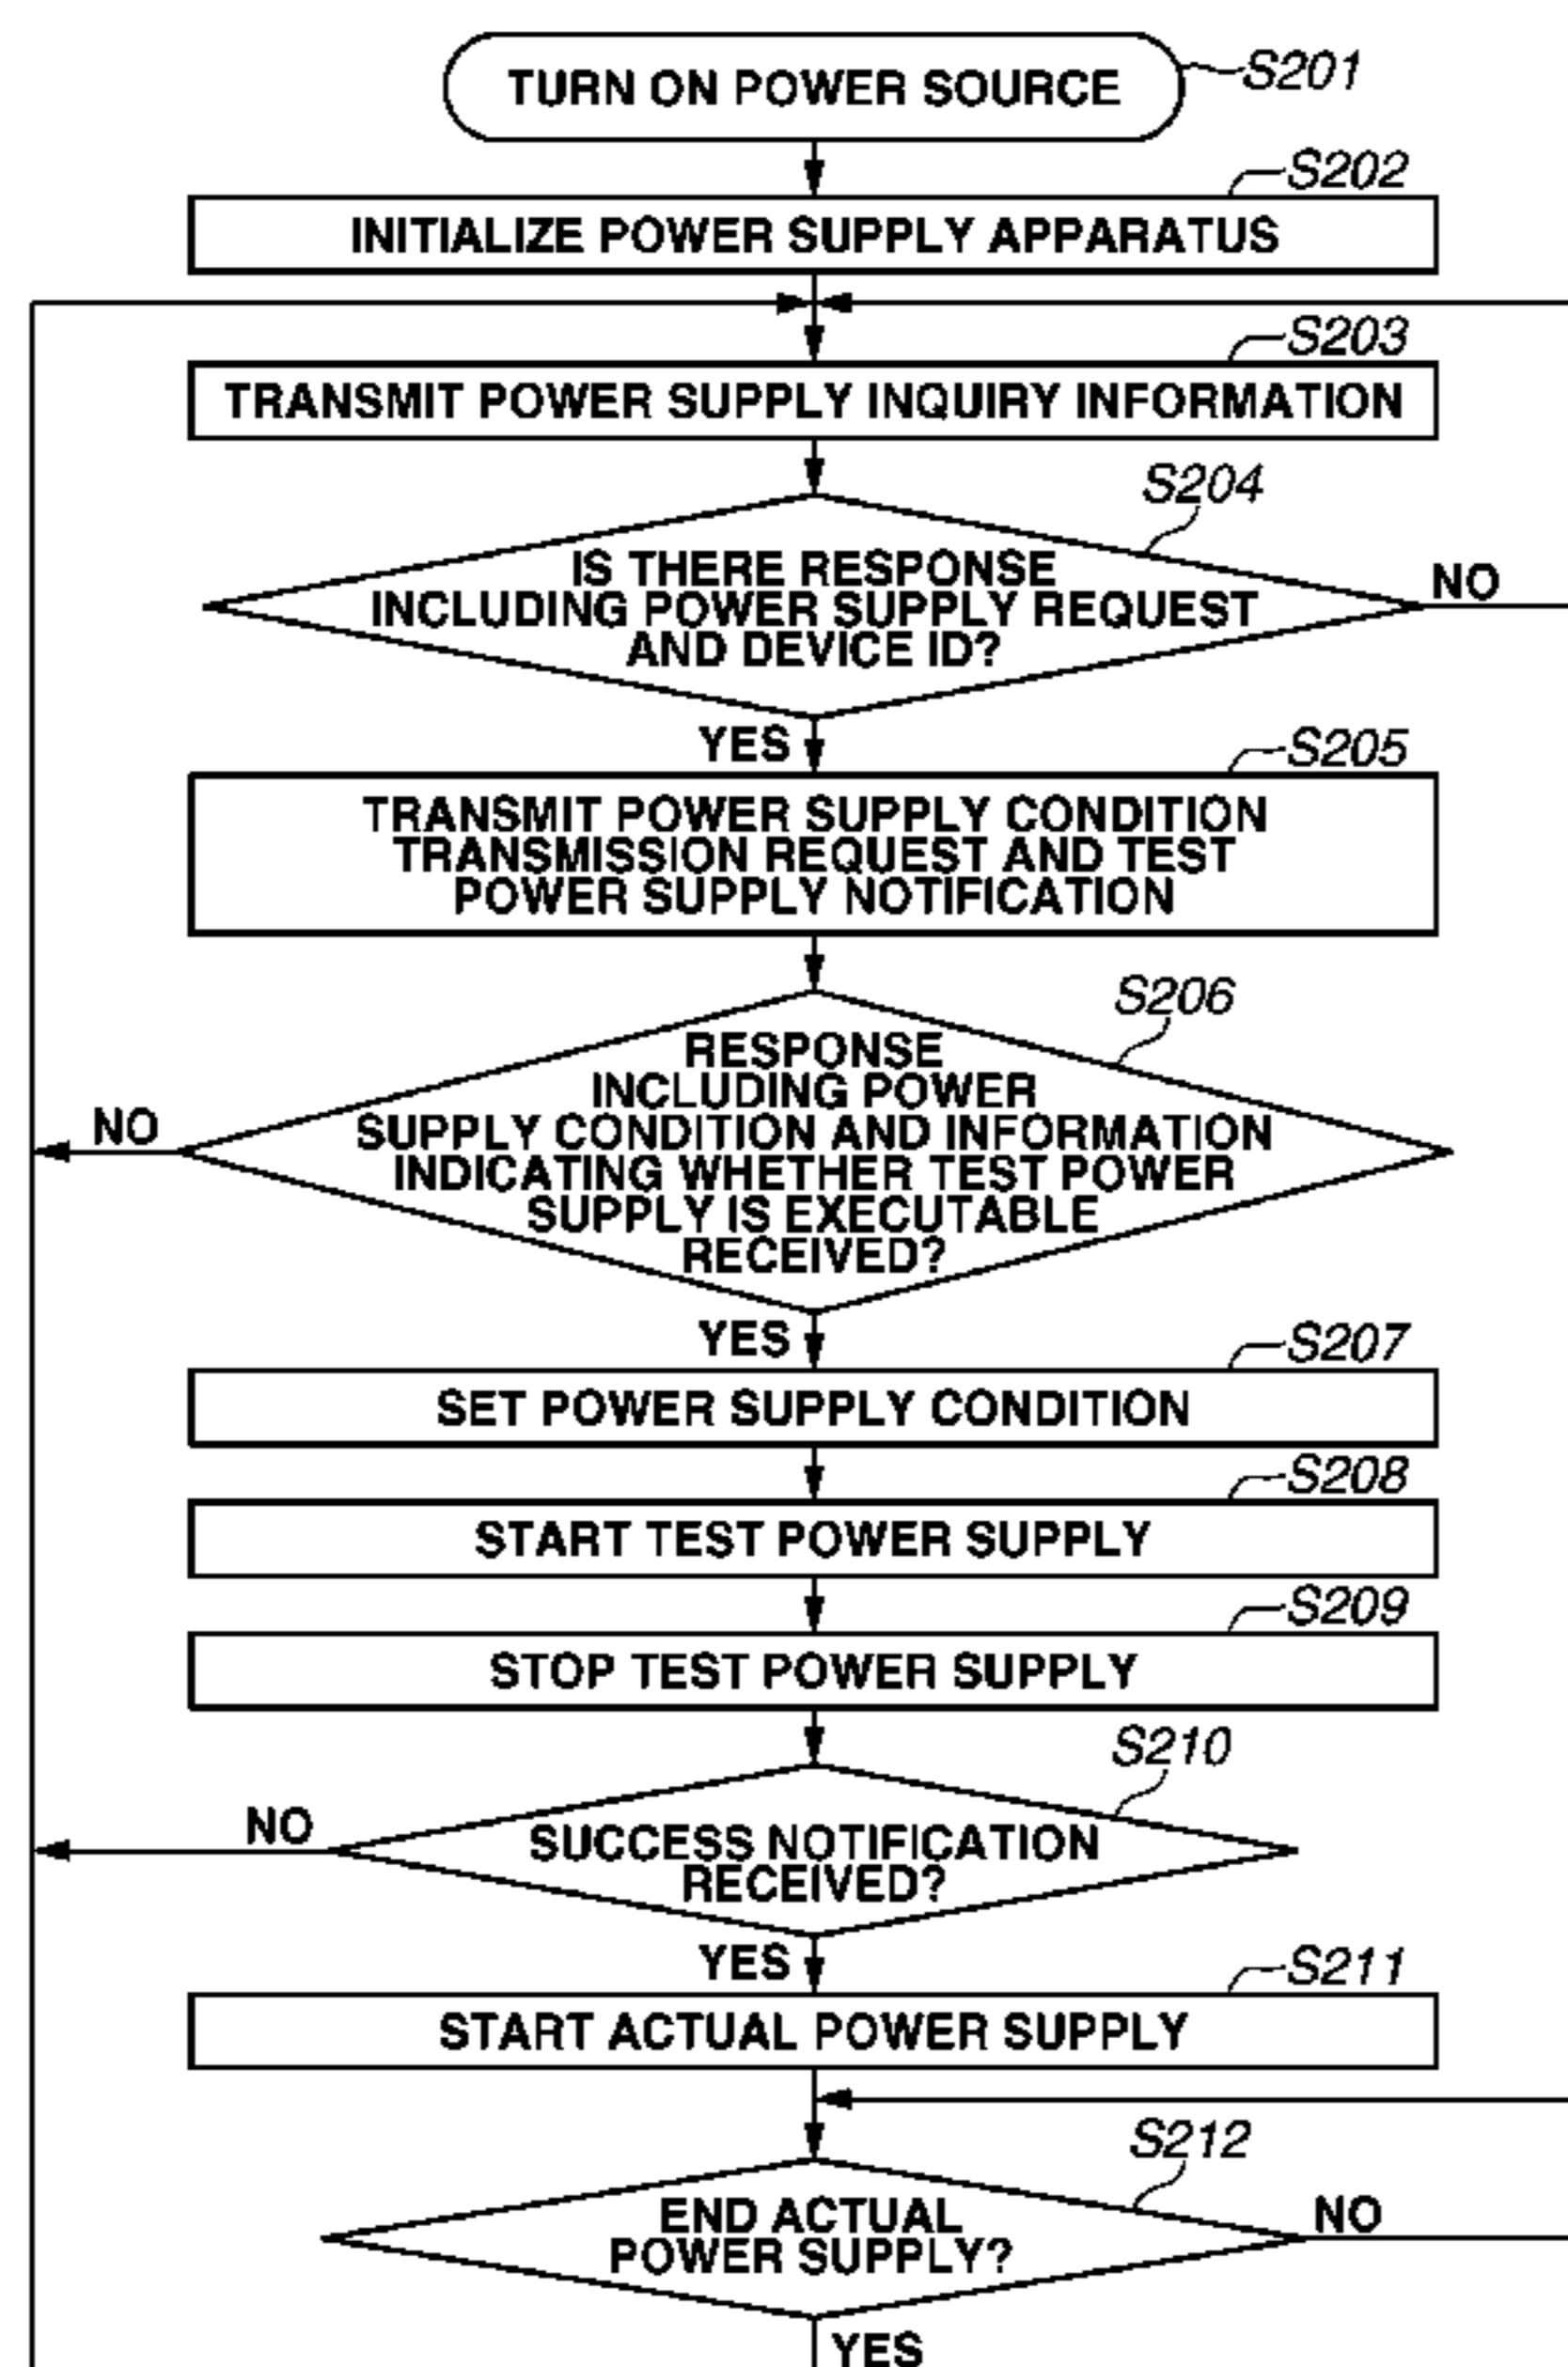 TURN ON POWER SOURCE
S201
S202
INITIALIZE POWER SUPPLY APPARATUS
S203
TRANSMIT POWER SUPPLY INQUIRY INFORMATION
S204
IS THERE RESPONSE
INCLUDING POWER SUPPLY REQUEST
AND DEVICE ID?
NO
YES
S205
TRANSMIT POWER SUPPLY CONDITION
TRANSMISSION REQUEST AND TEST
POWER SUPPLY NOTIFICATION
S206
RESPONSE
INCLUDING POWER
SUPPLY CONDITION AND INFORMATION
INDICATING WHETHER TEST POWER
SUPPLY IS EXECUTABLE
RECEIVED?
NO
YES
S207
SET POWER SUPPLY CONDITION
S208
START TEST POWER SUPPLY
S209
STOP TEST POWER SUPPLY
S210
SUCCESS NOTIFICATION
RECEIVED?
NO
YES
S211
START ACTUAL POWER SUPPLY
S212
END ACTUAL
POWER SUPPLY?
NO
YES